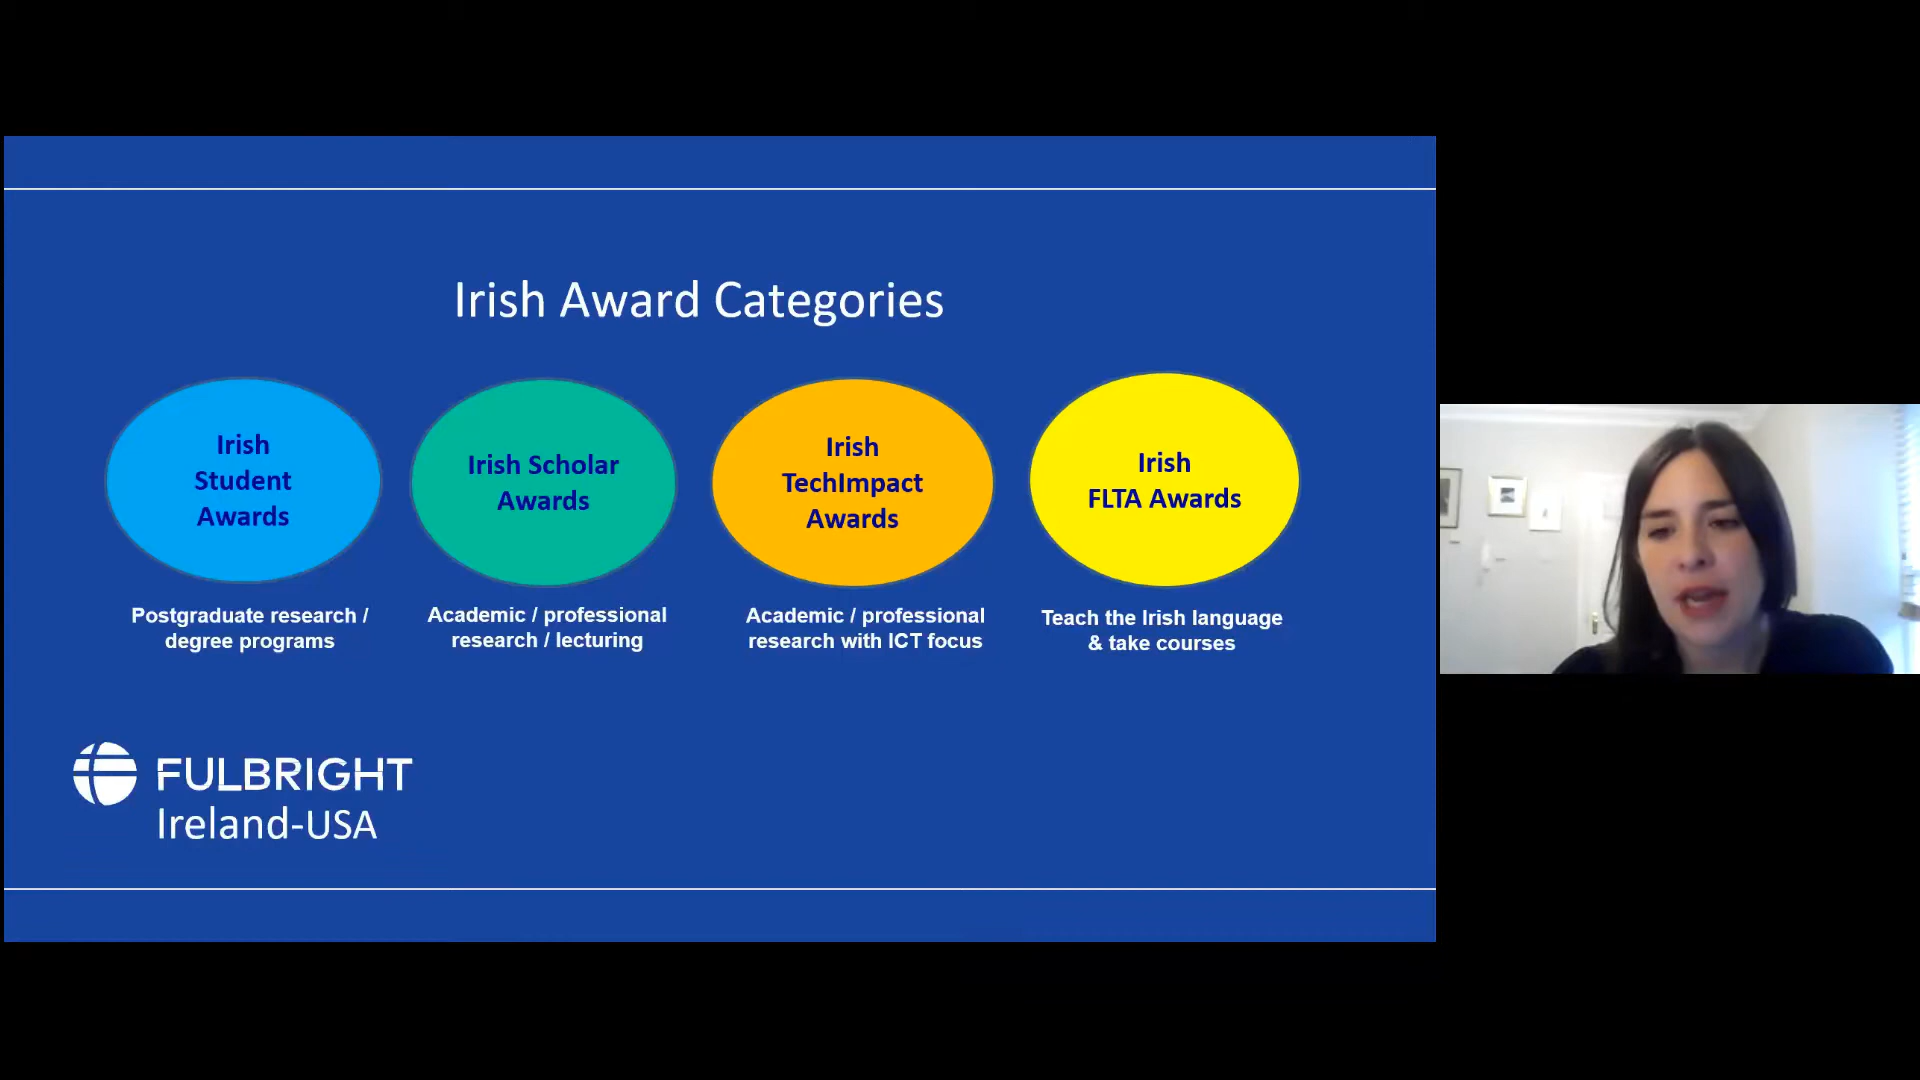 Irish Award Categories
Irish
Student
Awards
Irish Scholar
Awards
Irish
TechImpact
Awards
Irish
FLTA Awards
Postgraduate research /
degree programs
Academic / professional
research / lecturing
Academic / professional
research with ICT focus
Teach the Irish language
& take courses
FULBRIGHT
Ireland-USA